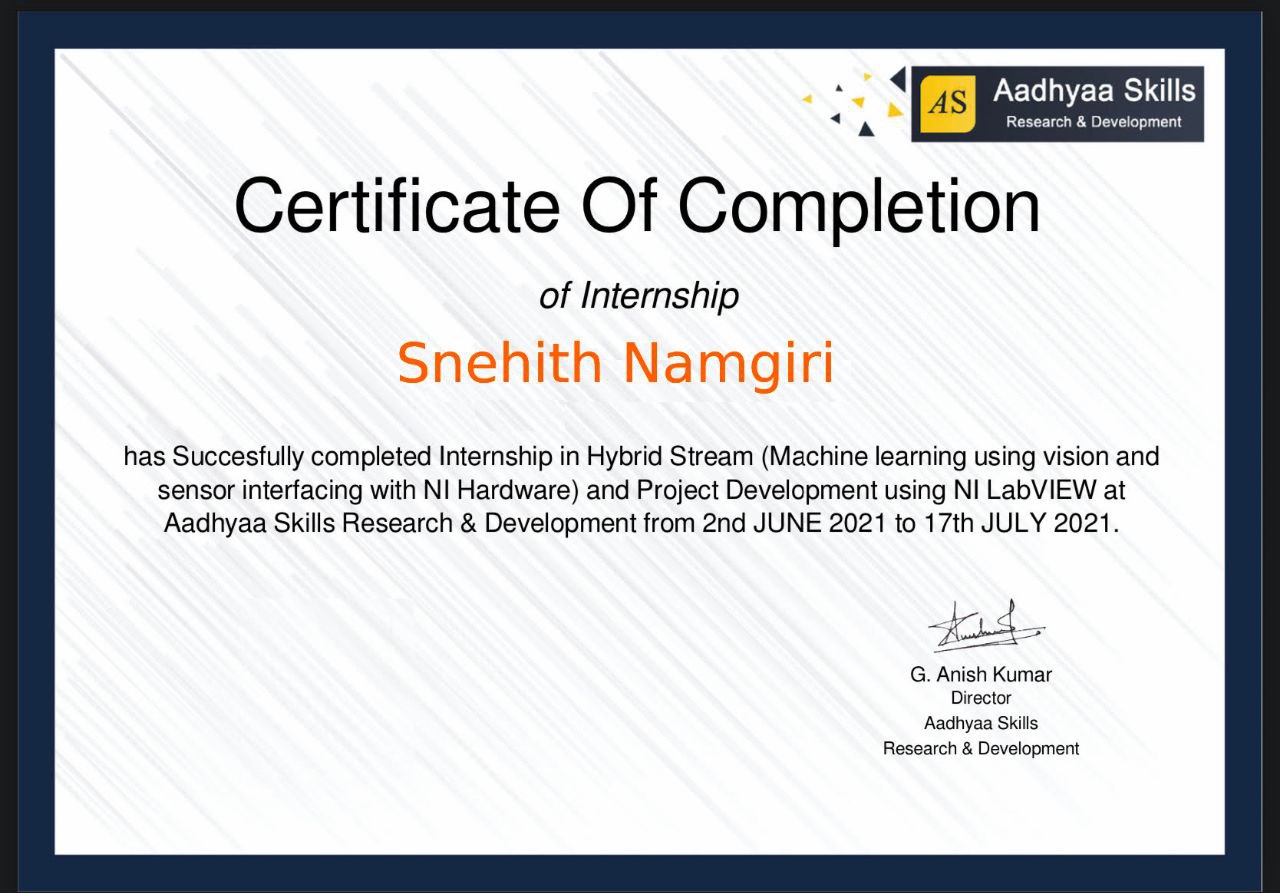 AS
Aadhyaa Skills
Research & Development
Certificate Of Completion
of Internship
Snehith Namgiri
has Succesfully completed Internship in Hybrid Stream (Machine learning using vision and
sensor interfacing with NI Hardware) and Project Development using NI LabVIEW at
Aadhyaa Skills Research & Development from 2nd JUNE 2021 to 17th JULY 2021.
G. Anish Kumar
Director
Aadhyaa Skills
Research & Development